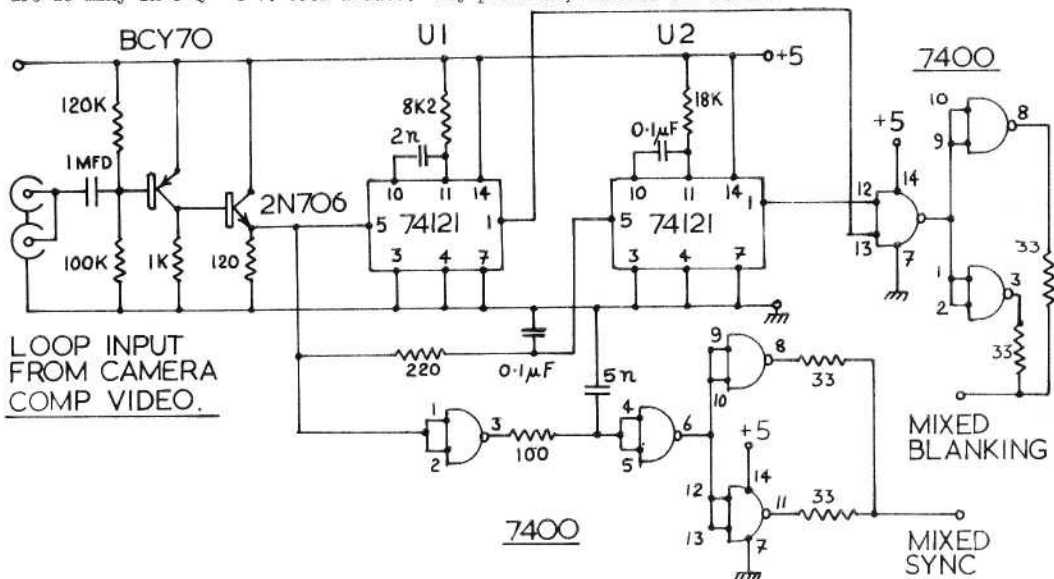 BCY70
U1
U2
+5
7400
120K
8K2
18K
2n
0·1µF
10
8
9
+5
1MFD
14
10
11
14
10
11
14
12
2N706
5
74121
1
5
74121
1
13
7
33
100K
1K
120
3
4
7
3
4
7
1
2
3
33
LOOP INPUT
FROM CAMERA
COMP VIDEO.
220
0·1µF
5n
9
10
8
33
1
2
3
100
4
5
6
+5
MIXED
BLANKING
12
13
14
11
33
7
7400
MIXED
SYNC